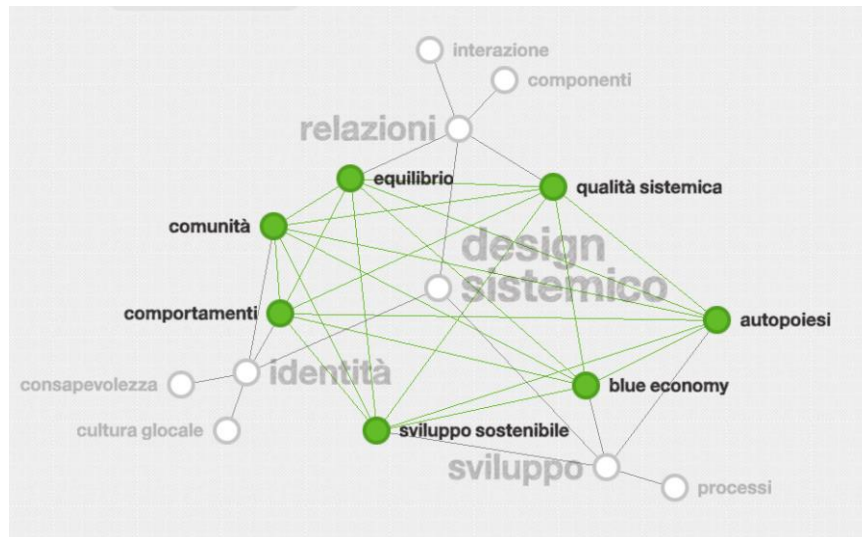 interazione
componenti
relazioni
equilibrio
qualità sistemica
comunità
design
sistemico
comportamenti
autopoiesi
identità
consapevolezza
blue economy
cultura glocale
sviluppo sostenibile
sviluppo
processi